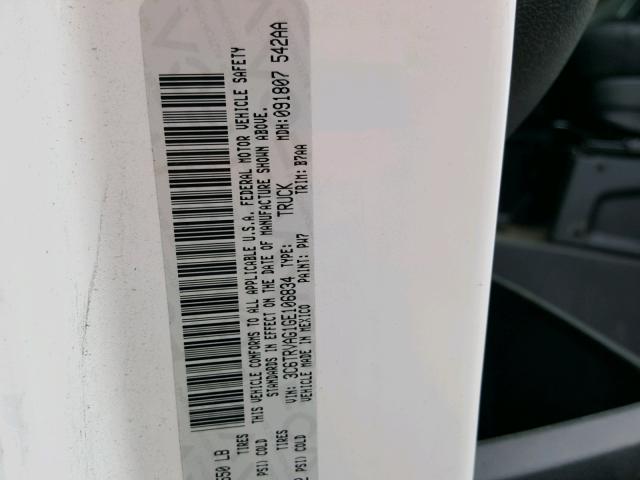 550 LB
TIRES
PSI) COLD
THIS VEHICLE CONFORMS TO ALL APPLICABLE U.S.A. FEDERAL MOTOR VEHICLE SAFETY
STANDARDS IN EFFECT ON THE DATE OF MANUFACTURE SHOWN ABOVE.
TIRES VIN: 3C6TRVAG1GE106834 TYPE: TRUCK MDH:091807 542AA
PSI) COLD VEHICLE MADE IN MEXICO PAINT: PW7 TRIM: B7AA